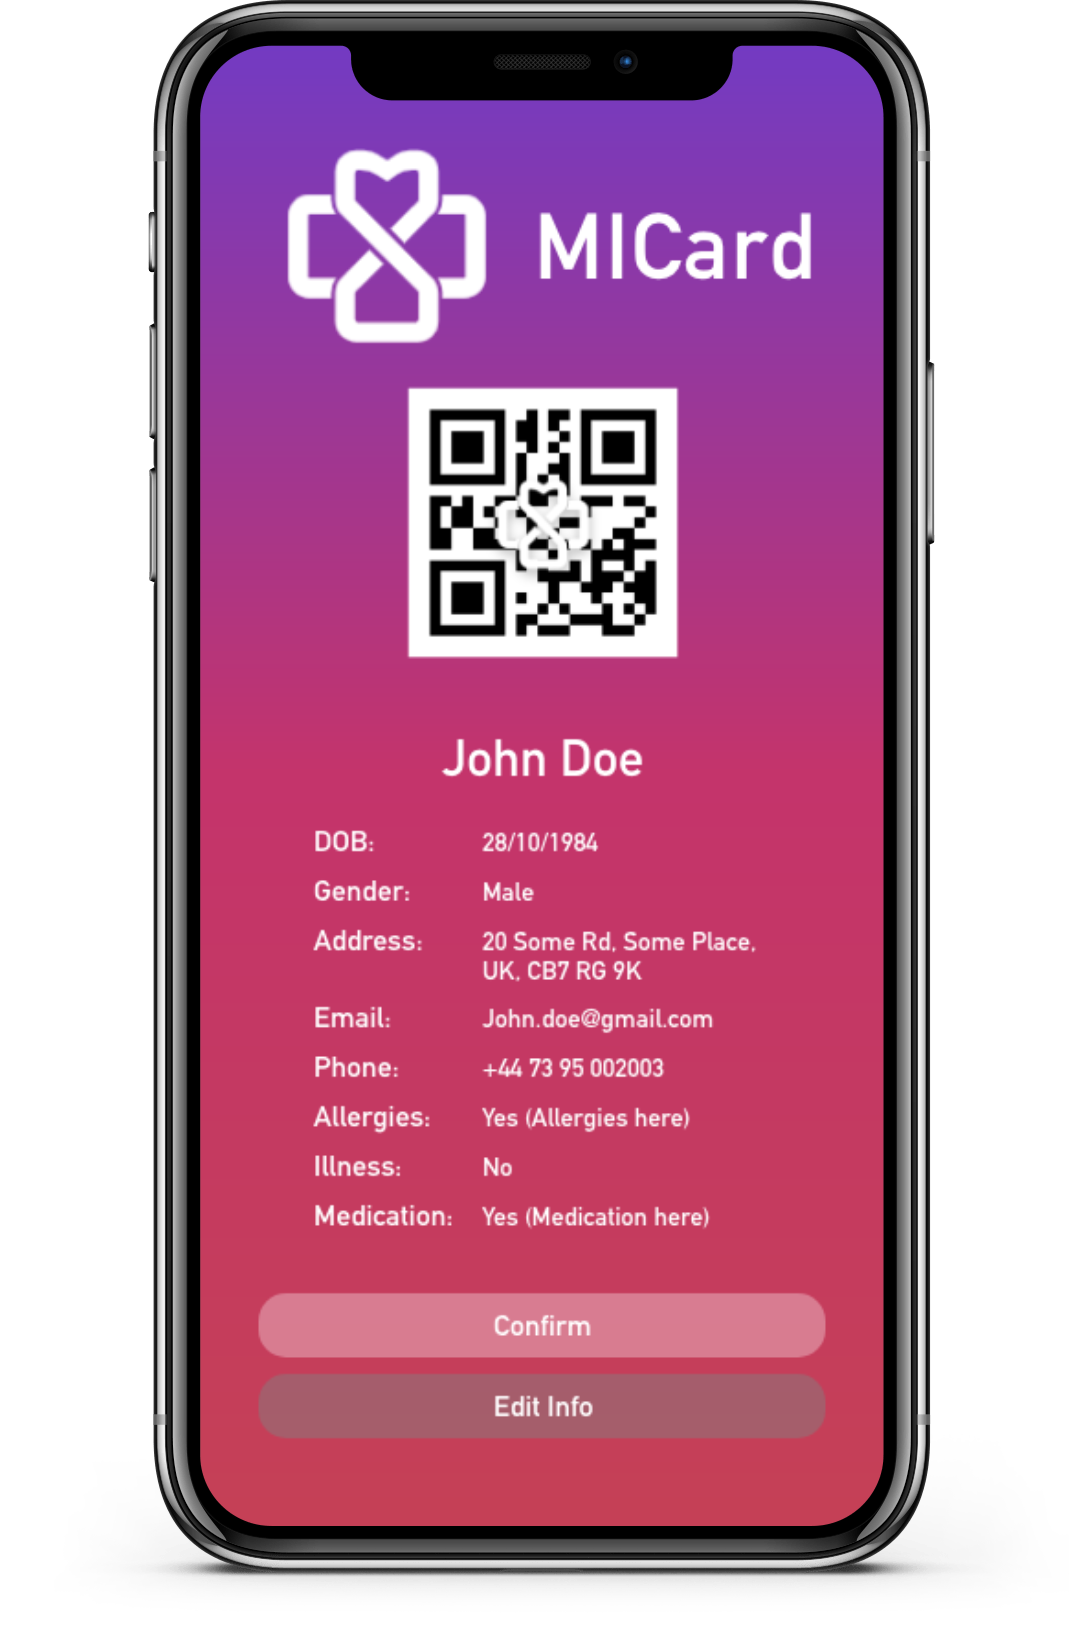 MICard
John Doe
DOB: 28/10/1984
Gender: Male
Address: 20 Some Rd, Some Place,
UK, CB7 RG 9K
Email: John.doe@gmail.com
Phone: +44 73 95 002003
Allergies: Yes (Allergies here)
Illness: No
Medication: Yes (Medication here)
Confirm
Edit Info